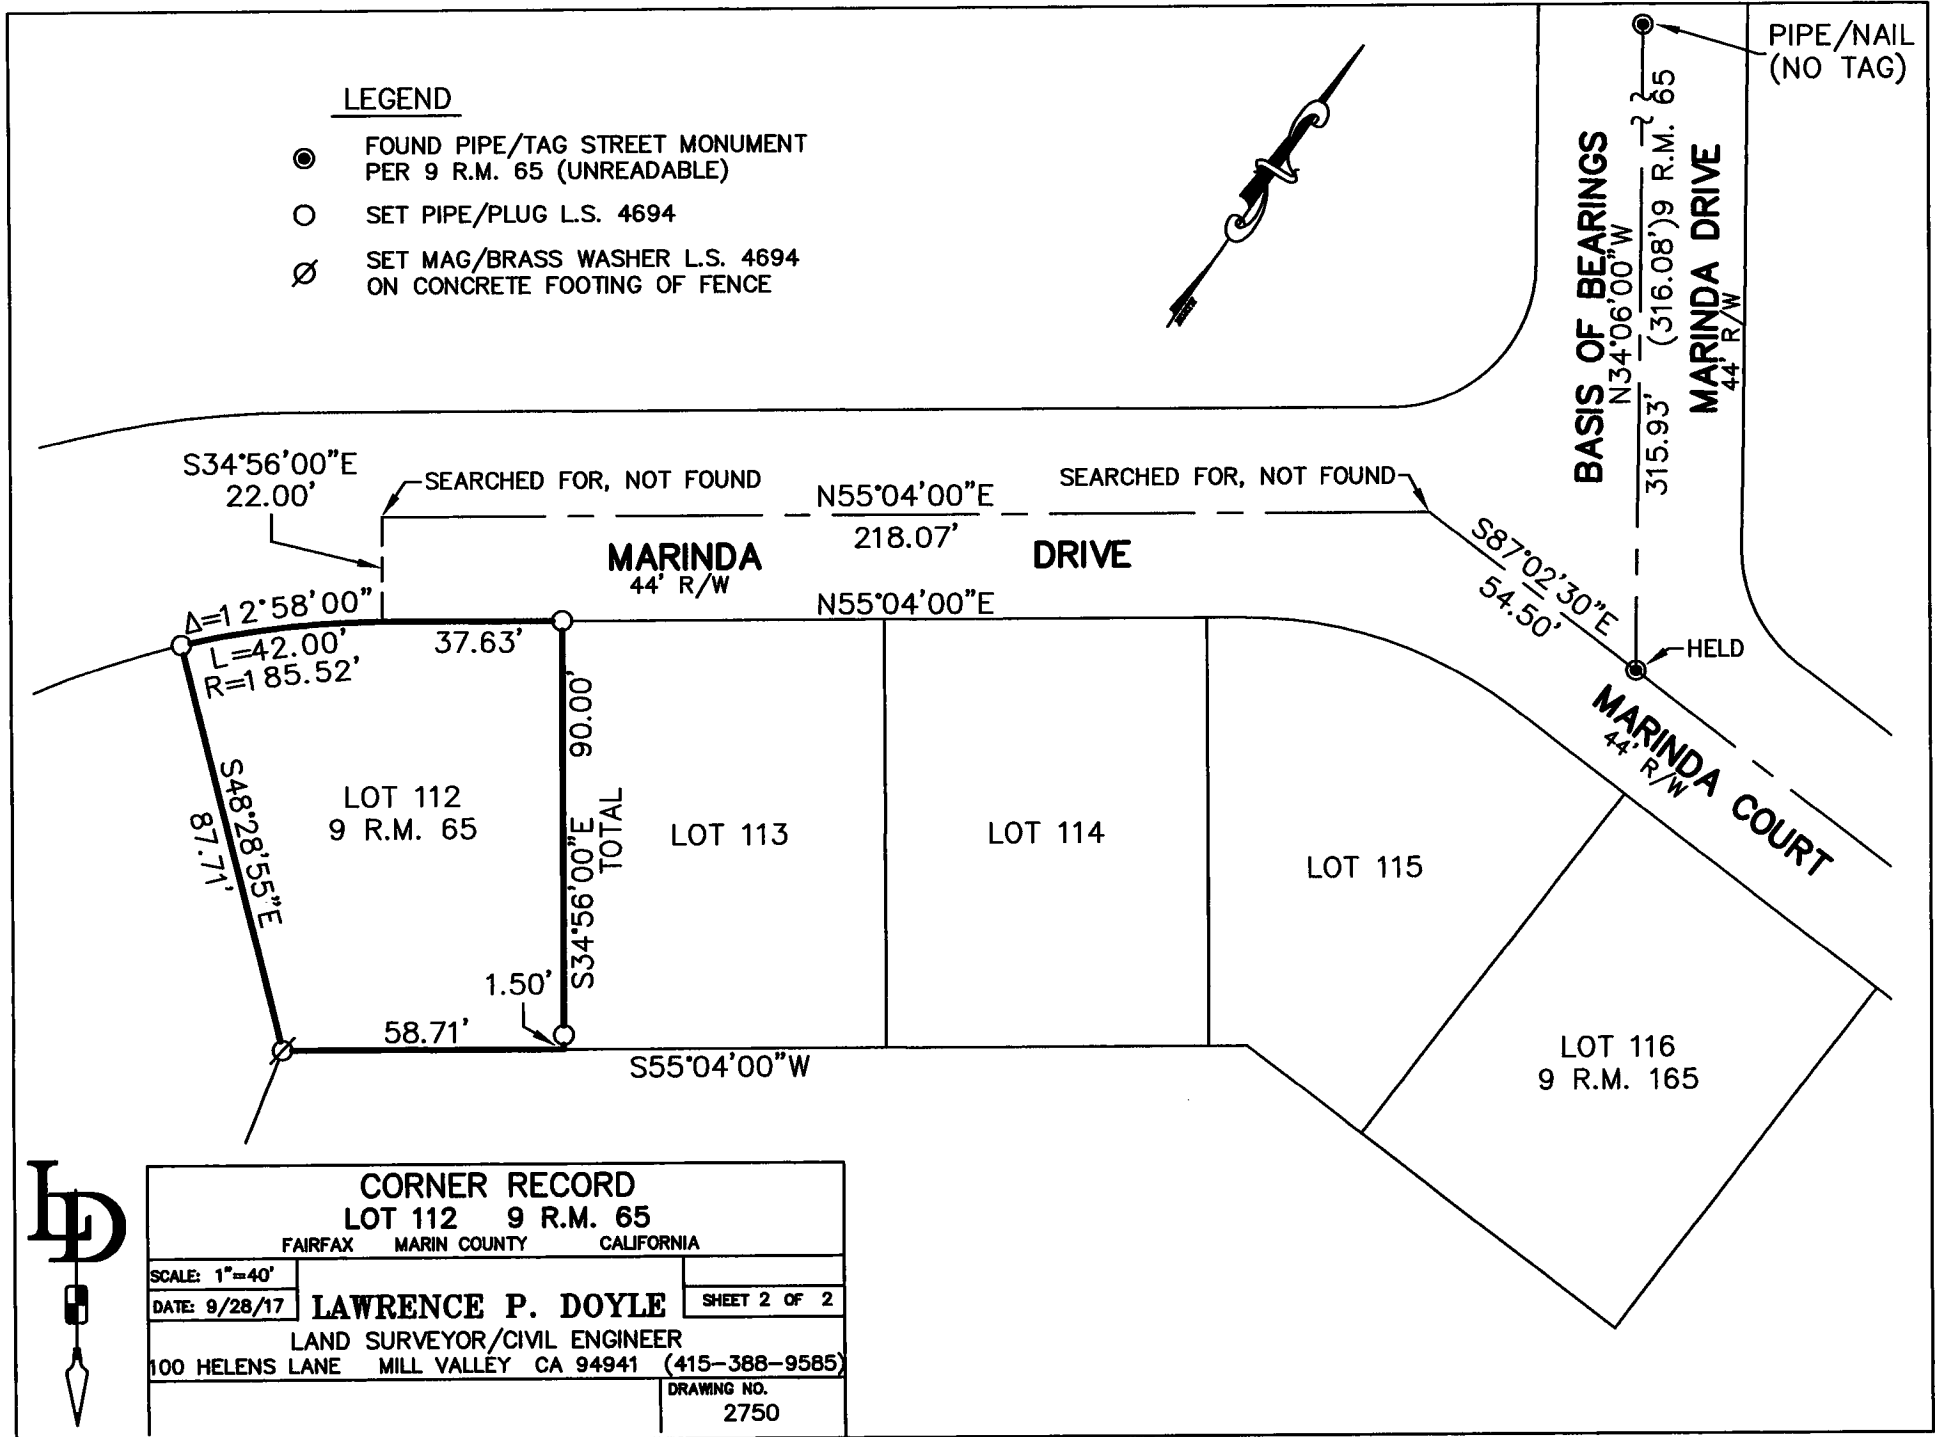 LEGEND
FOUND PIPE/TAG STREET MONUMENT
PER 9 R.M. 65 (UNREADABLE)
SET PIPE/PLUG L.S. 4694
SET MAG/BRASS WASHER L.S. 4694
ON CONCRETE FOOTING OF FENCE
PIPE/NAIL
(NO TAG)
BASIS OF BEARINGS
N34°06'00"W
315.93' (316.08')9 R.M. 65
MARINDA DRIVE
44' R/W
S34°56'00"E
22.00'
SEARCHED FOR, NOT FOUND
N55°04'00"E
218.07'
SEARCHED FOR, NOT FOUND
MARINDA DRIVE
44' R/W
S87°02'30"E
54.50'
HELD
Δ=12°58'00"
L=42.00'
R=185.52'
37.63'
N55°04'00"E
MARINDA COURT
44' R/W
S48°28'55"E
87.71'
LOT 112
9 R.M. 65
S34°56'00"E 90.00'
TOTAL
LOT 113
LOT 114
LOT 115
1.50'
58.71'
S55°04'00"W
LOT 116
9 R.M. 165
LD
CORNER RECORD
LOT 112 9 R.M. 65
FAIRFAX MARIN COUNTY CALIFORNIA
SCALE: 1"=40'
DATE: 9/28/17
LAWRENCE P. DOYLE
SHEET 2 OF 2
LAND SURVEYOR/CIVIL ENGINEER
100 HELENS LANE MILL VALLEY CA 94941 (415-388-9585)
DRAWING NO.
2750